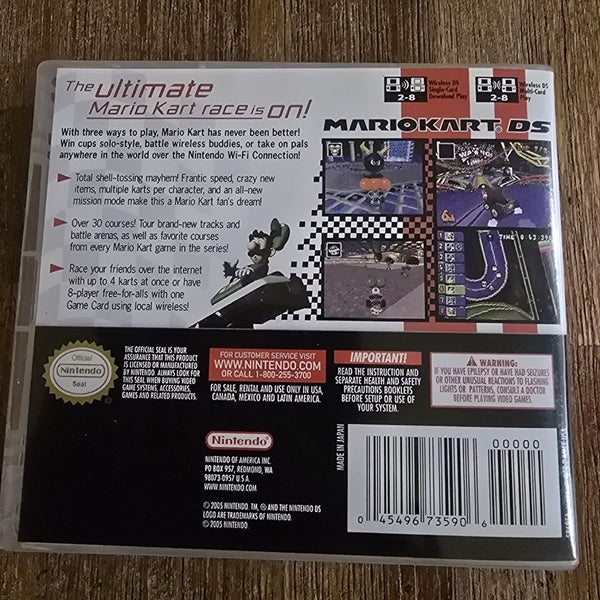 The ultimate
Mario Kart race is on!
Wireless DS
Single-Card
Download Play
2-8
Wireless DS
Multi-Card
Play
2-8
MARIOKART DS
With three ways to play, Mario Kart has never been better!
Win cups solo-style, battle wireless buddies, or take on pals
anywhere in the world over the Nintendo Wi-Fi Connection!
Total shell-tossing mayhem! Frantic speed, crazy new
items, multiple karts per character, and an all-new
mission mode make this a Mario Kart fan's dream!
Over 30 courses! Tour brand-new tracks and
battle arenas, as well as favorite courses
from every Mario Kart game in the series!
Race your friends over the internet
with up to 4 karts at once or have
8-player free-for-alls with one
Game Card using local wireless!
TIME
Official
Nintendo
Seal
THE OFFICIAL SEAL IS YOUR
ASSURANCE THAT THIS PRODUCT
IS LICENSED OR MANUFACTURED
BY NINTENDO. ALWAYS LOOK FOR
THIS SEAL WHEN BUYING VIDEO
GAME SYSTEMS, ACCESSORIES,
GAMES AND RELATED PRODUCTS.
FOR CUSTOMER SERVICE VISIT
WWW.NINTENDO.COM
OR CALL 1-800-255-3700
FOR SALE, RENTAL AND USE ONLY IN USA,
CANADA, MEXICO AND LATIN AMERICA.
IMPORTANT!
READ THE INSTRUCTION AND
SEPARATE HEALTH AND SAFETY
PRECAUTIONS BOOKLETS
BEFORE SETUP OR USE OF
YOUR SYSTEM.
WARNING:
IF YOU HAVE EPILEPSY OR HAVE HAD SEIZURES
OR OTHER UNUSUAL REACTIONS TO FLASHING
LIGHTS OR PATTERNS, CONSULT A DOCTOR
BEFORE PLAYING VIDEO GAMES.
Nintendo
NINTENDO OF AMERICA INC.
PO BOX 957, REDMOND, WA
98073-0957 U.S.A.
WWW.NINTENDO.COM
© 2005 NINTENDO. TM, ® AND THE NINTENDO DS
LOGO ARE TRADEMARKS OF NINTENDO.
© 2005 NINTENDO.
MADE IN JAPAN
00000
0 45496 73590 6